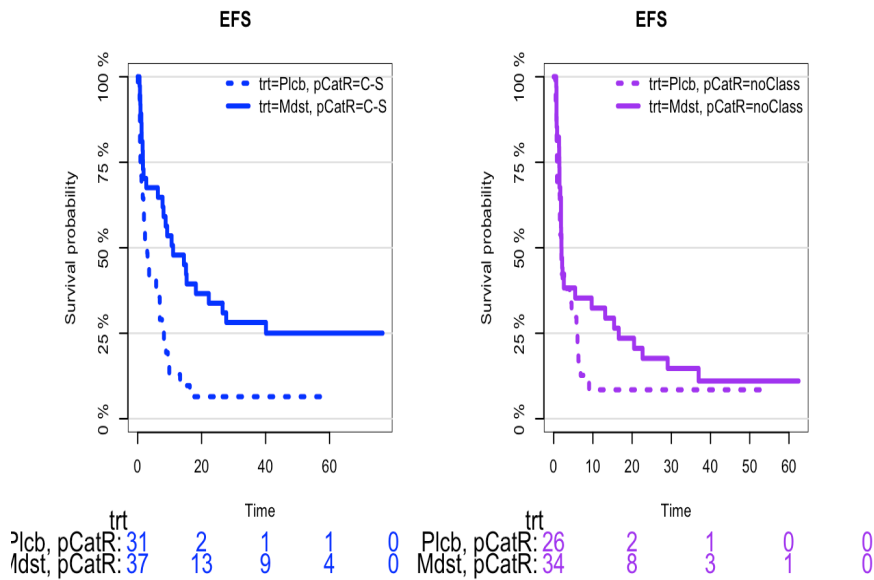 EFS
trt=Plcb, pCatR=C-S
trt=Mdst, pCatR=C-S
Survival probability
100 %
75 %
50 %
25 %
0 %
0 20 40 60
EFS
trt=Plcb, pCatR=noClass
trt=Mdst, pCatR=noClass
Survival probability
100 %
75 %
50 %
25 %
0 %
0 10 20 30 40 50 60
Time
trt
Plcb, pCatR: 31 2 1 1 0
Mdst, pCatR: 37 13 9 4 0
Time
trt
Plcb, pCatR: 26 2 1 0 0
Mdst, pCatR: 34 8 3 1 0